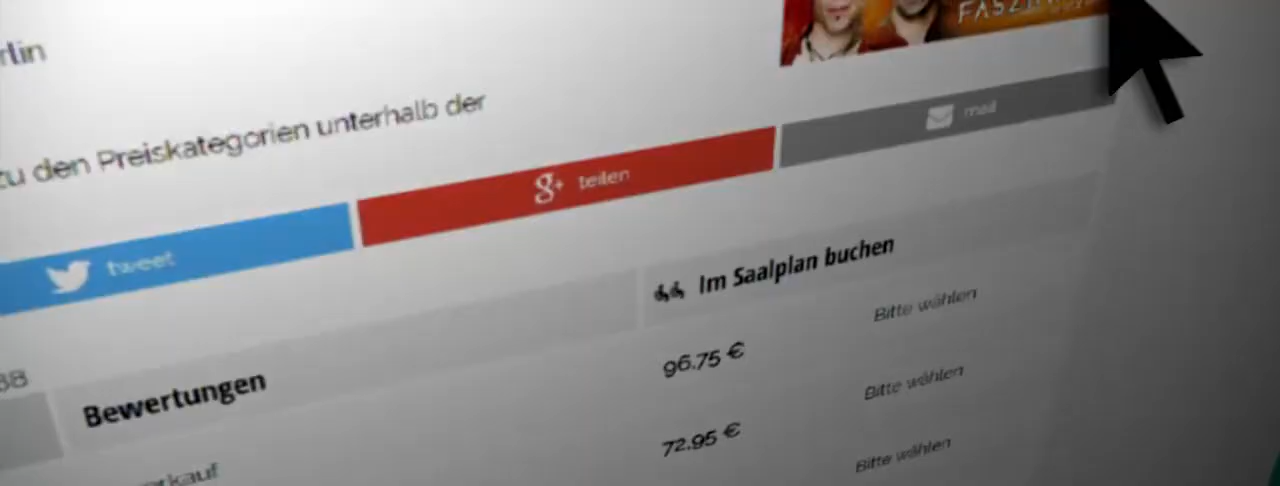 rlin
zu den Preiskategorien unterhalb der
tweet
g+ teilen
mail
Im Saalplan buchen
Bewertungen
96.75 €
Bitte wählen
72.95 €
Bitte wählen
Bitte wählen